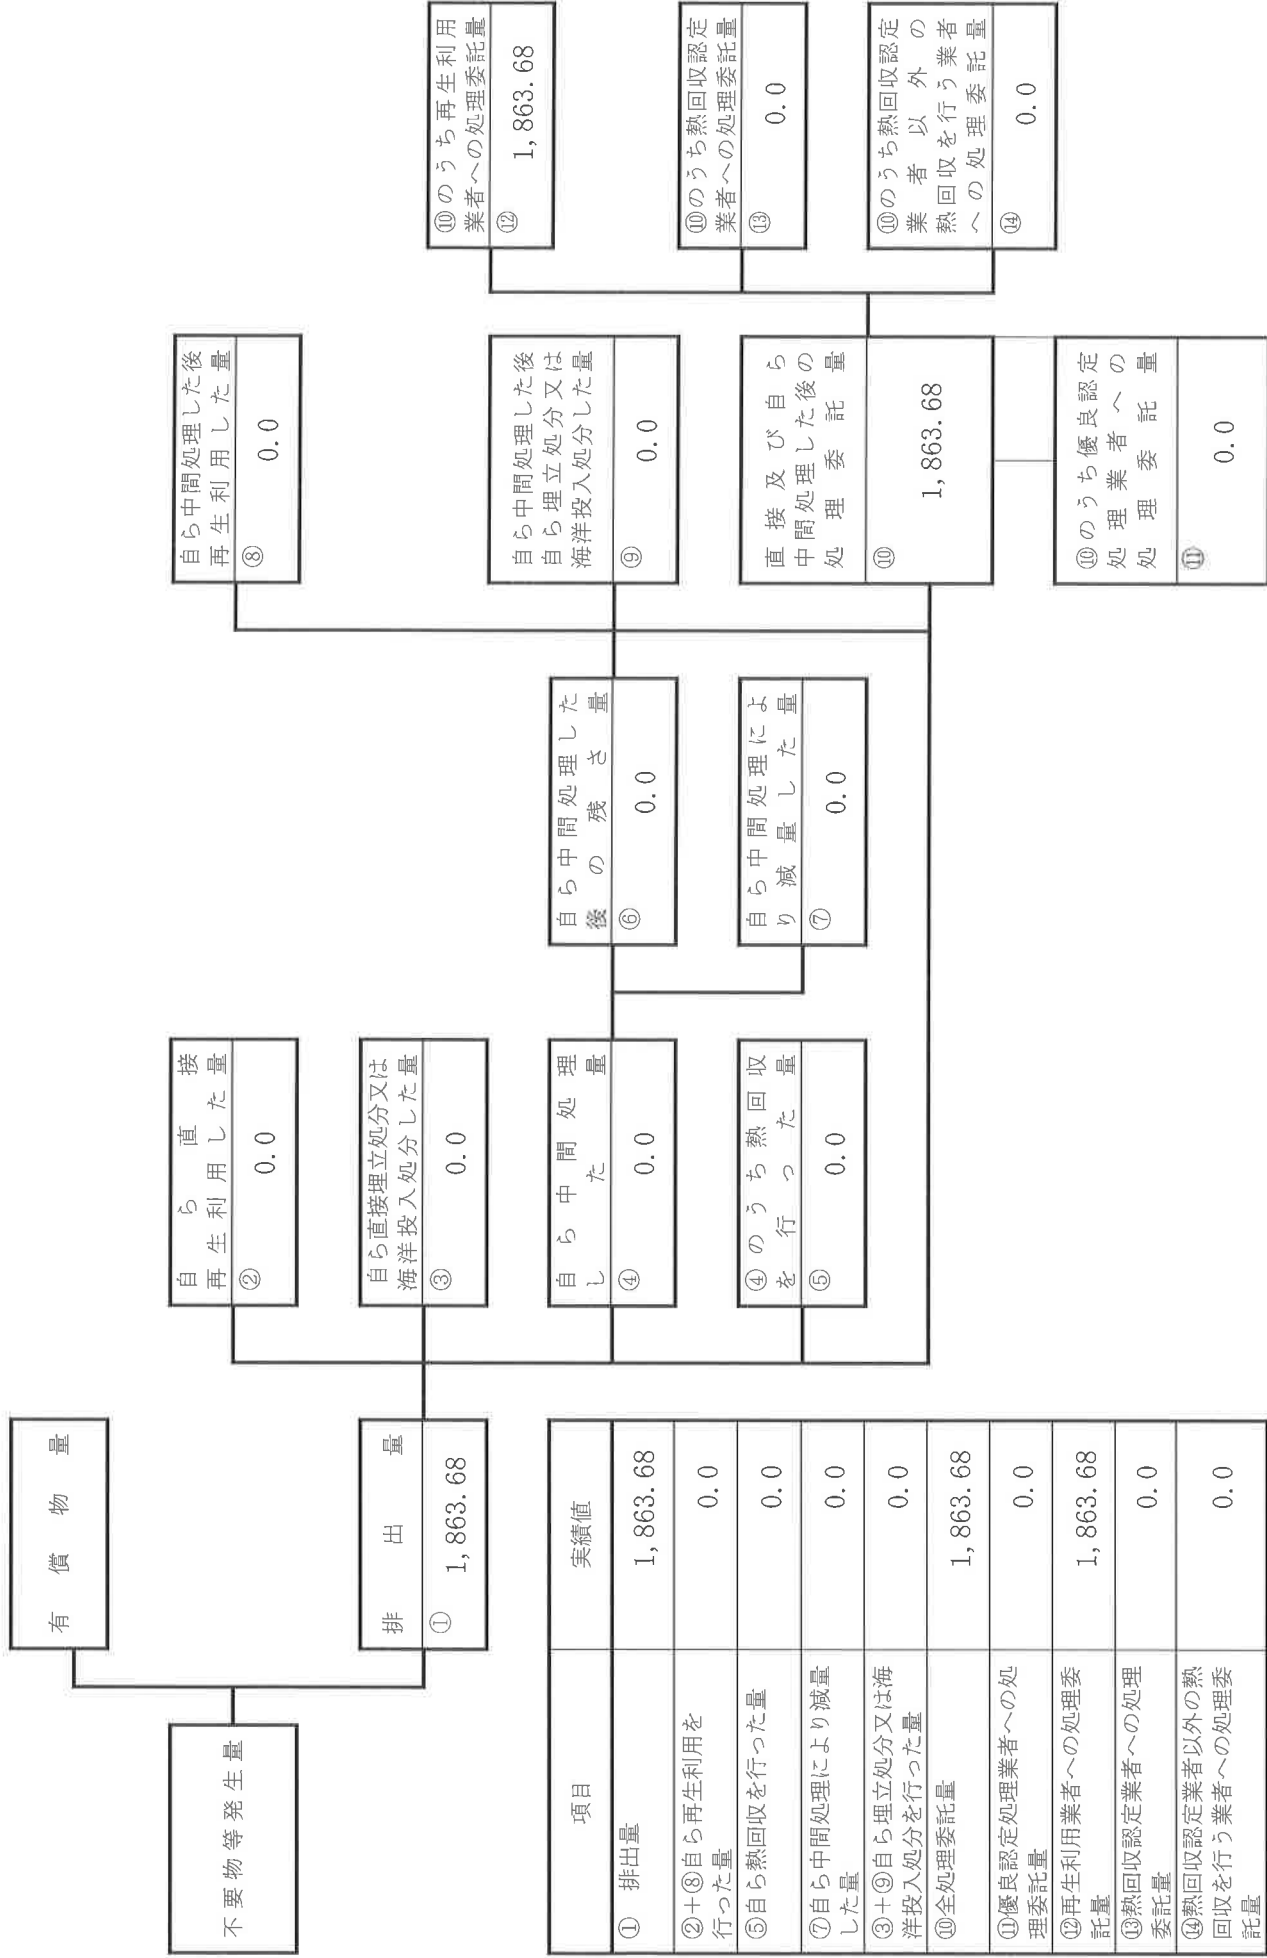 不要物等発生量
有償物量
排出量
① 1,863.68
自ら直接
再生利用した量
② 0.0
自ら直接埋立処分又は
海洋投入処分した量
③ 0.0
自ら中間処理
した量
④ 0.0
④のうち熱回収
を行った量
⑤ 0.0
自ら中間処理した
後の残さ量
⑥ 0.0
自ら中間処理によ
り減量した量
⑦ 0.0
自ら中間処理した後
再生利用した量
⑧ 0.0
自ら中間処理した後
自ら埋立処分又は
海洋投入処分した量
⑨ 0.0
直接及び自ら
中間処理した後の
処理委託量
⑩ 1,863.68
⑩のうち優良認定
処理業者への
処理委託量
⑪ 0.0
⑩のうち再生利用
業者への処理委託量
⑫ 1,863.68
⑩のうち熱回収認定
業者への処理委託量
⑬ 0.0
⑩のうち熱回収認定
業者以外の
熱回収を行う業者
への処理委託量
⑭ 0.0
項目 実績値
① 排出量 1,863.68
②+⑧自ら再生利用を
行った量 0.0
⑤自ら熱回収を行った量 0.0
⑦自ら中間処理により減量
した量 0.0
③+⑨自ら埋立処分又は海
洋投入処分を行った量 0.0
⑩全処理委託量 1,863.68
⑪優良認定処理業者への処
理委託量 0.0
⑫再生利用業者への処理委
託量 1,863.68
⑬熱回収認定業者への処理
委託量 0.0
⑭熱回収認定業者以外の熱
回収を行う業者への処理委
託量 0.0